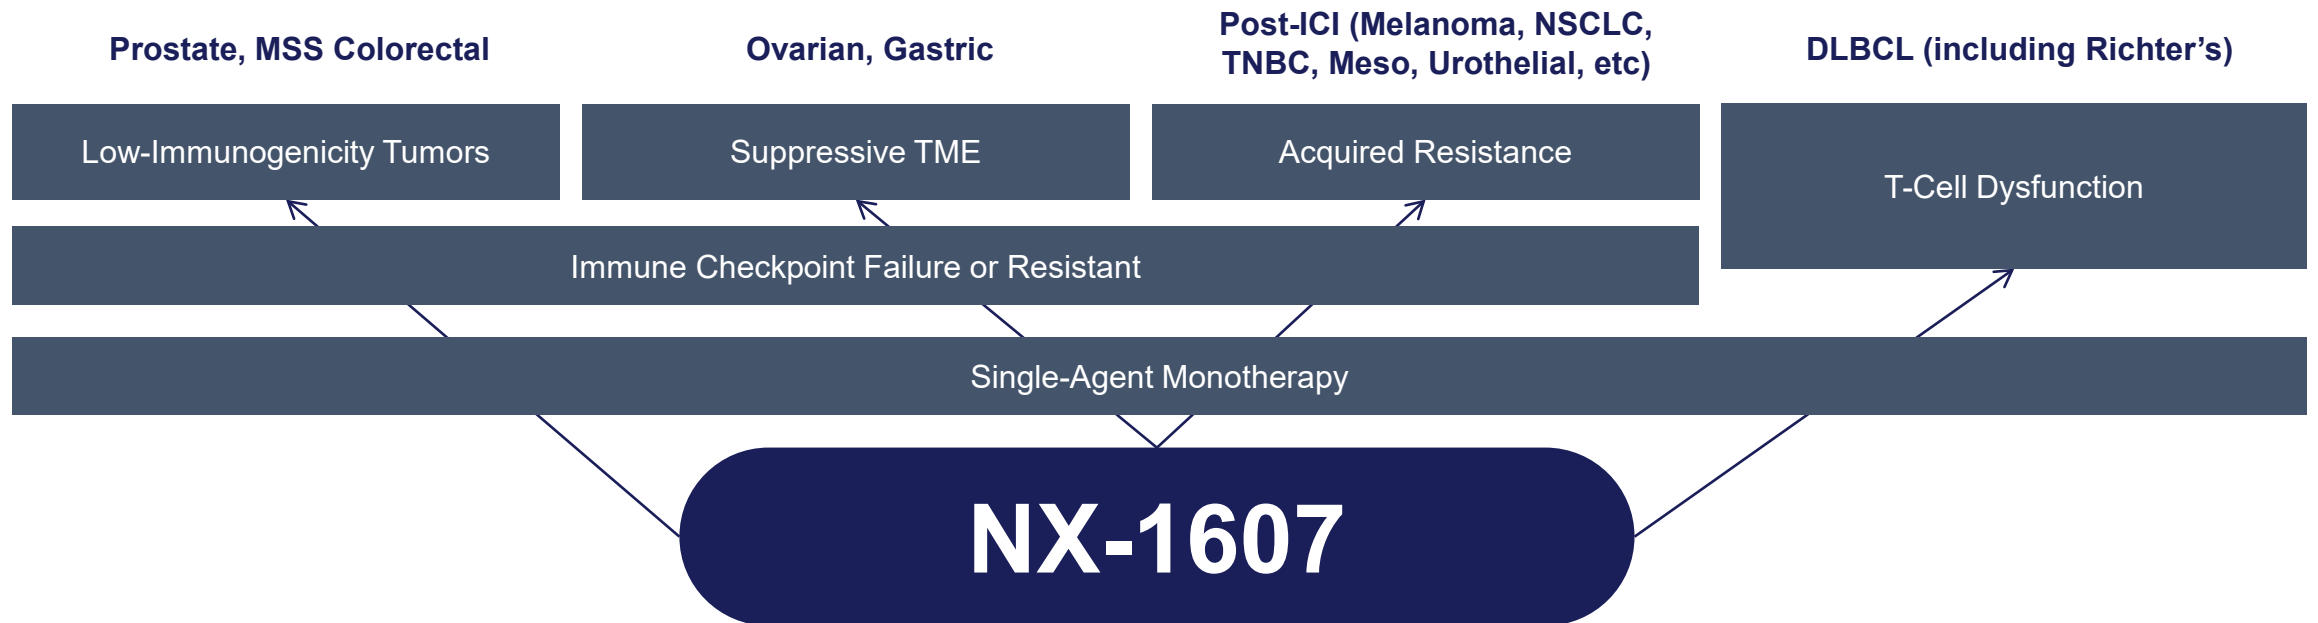 Prostate, MSS Colorectal
Ovarian, Gastric
Post-ICI (Melanoma, NSCLC,
TNBC, Meso, Urothelial, etc)
DLBCL (including Richter’s)
Low-Immunogenicity Tumors
Suppressive TME
Acquired Resistance
T-Cell Dysfunction
Immune Checkpoint Failure or Resistant
Single-Agent Monotherapy
NX-1607